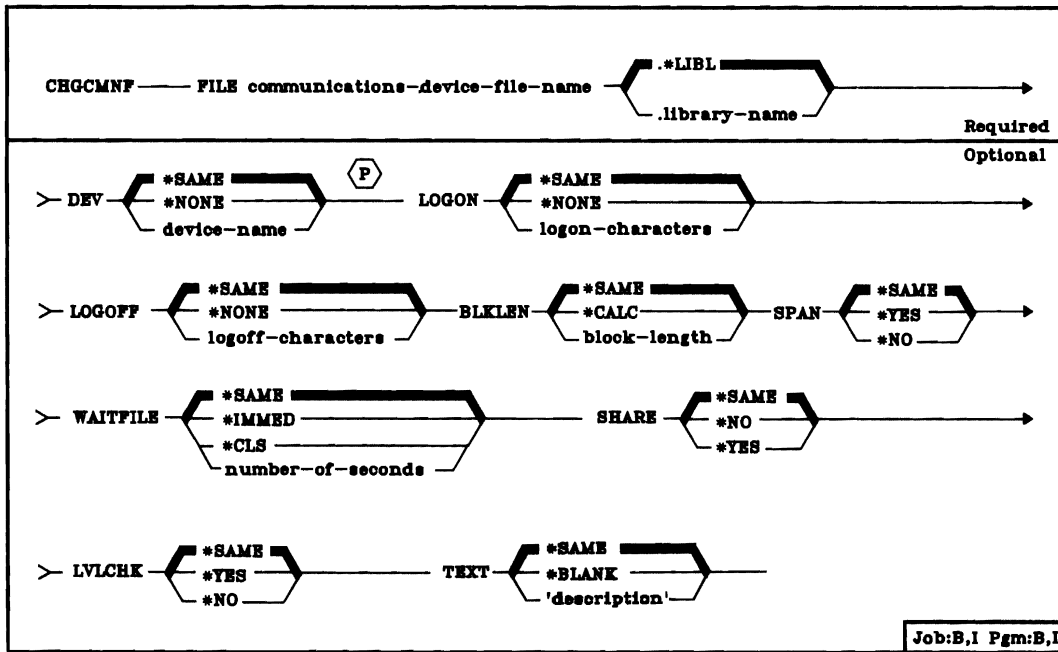 .*LIBL
CHGCMNF FILE communications-device-file-name
.library-name
Required
Optional
P
*SAME *SAME
DEV *NONE LOGON *NONE
device-name logon-characters
*SAME *SAME *SAME
LOGOFF *NONE BLKLEN *CALC SPAN *YES
logoff-characters block-length *NO
*SAME *SAME
WAITFILE *IMMED SHARE *NO
*CLS *YES
number-of-seconds
*SAME *SAME
LVLCHK *YES TEXT *BLANK
*NO 'description'
Job:B,I Pgm:B,I